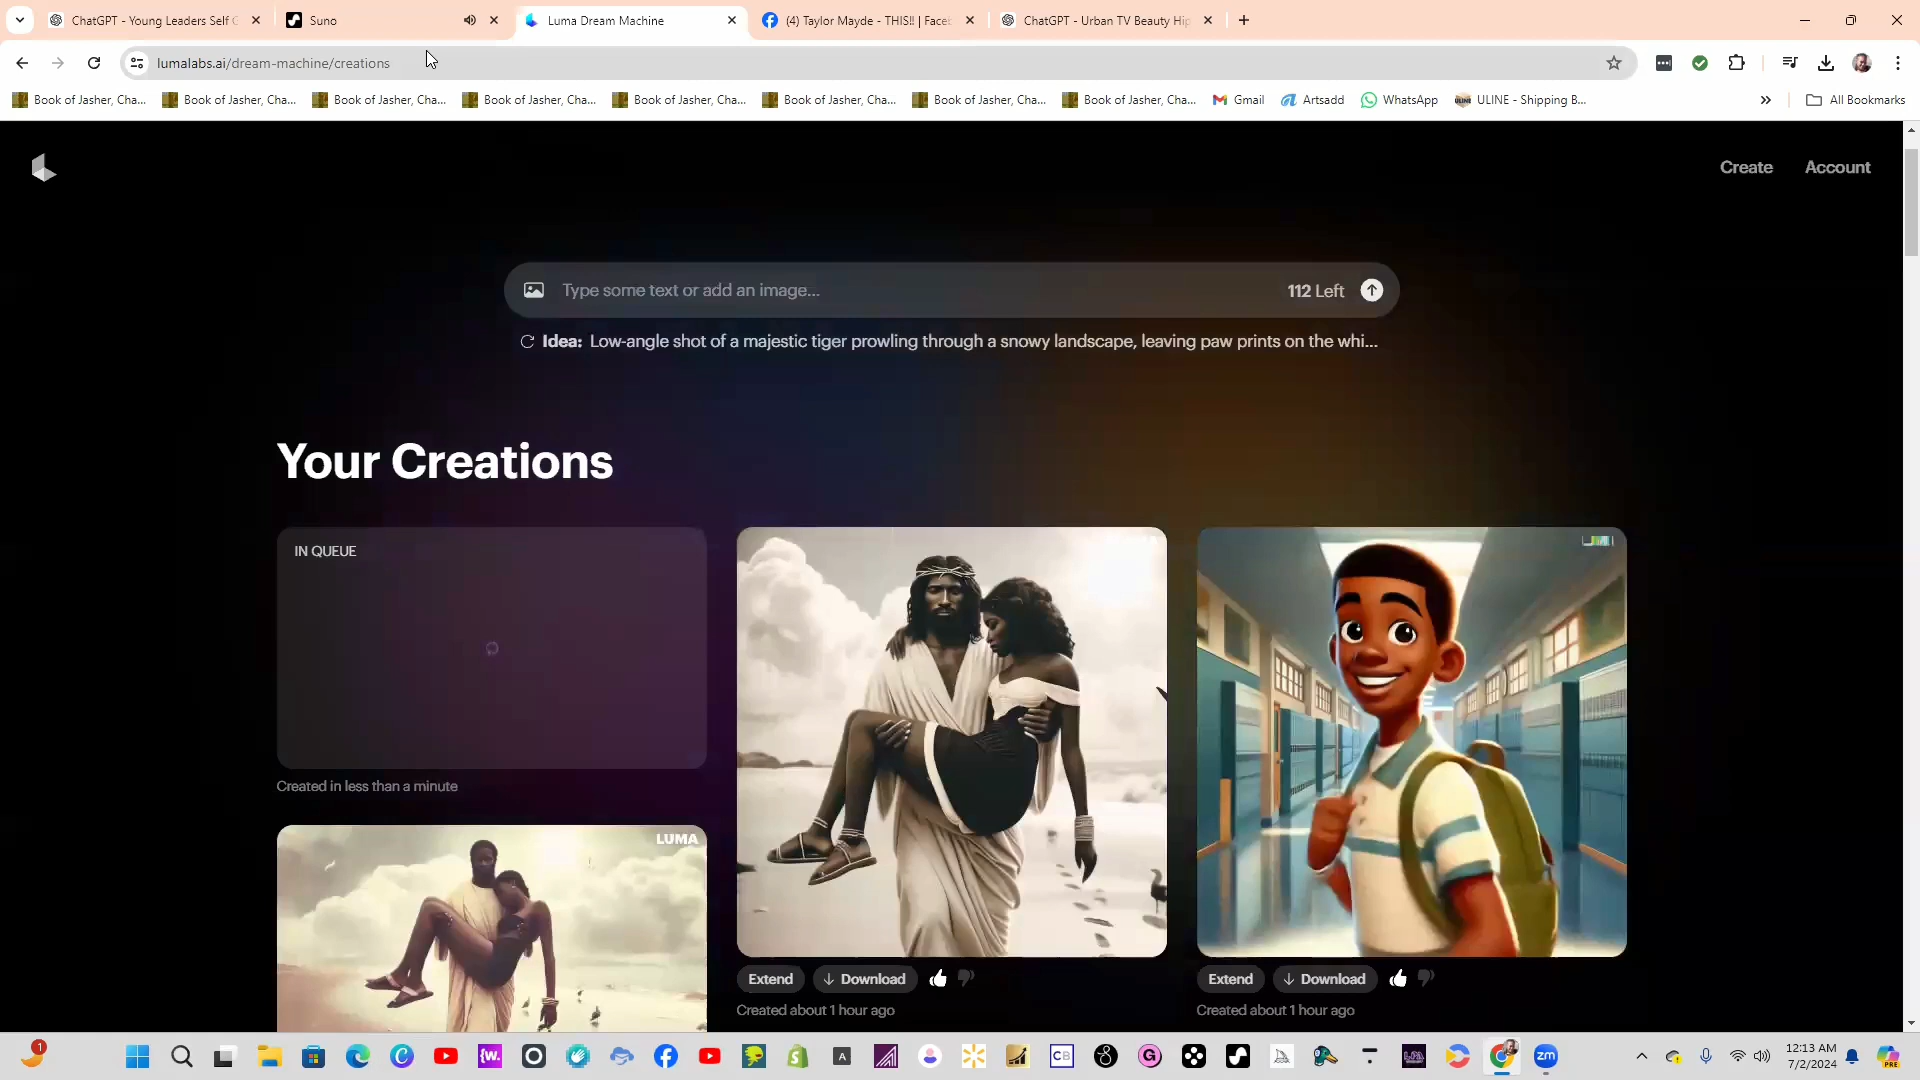 ChatGPT - Young Leaders Self G
Suno
Luma Dream Machine
(4) Taylor Mayde - THIS!! | Faceb
ChatGPT - Urban TV Beauty Hip
lumalabs.ai/dream-machine/creations
Book of Jasher, Cha...
Book of Jasher, Cha...
Book of Jasher, Cha...
Book of Jasher, Cha...
Book of Jasher, Cha...
Book of Jasher, Cha...
Book of Jasher, Cha...
Book of Jasher, Cha...
Gmail
Artsadd
WhatsApp
ULINE - Shipping B...
All Bookmarks
Create
Account
Type some text or add an image...
112 Left
Idea: Low-angle shot of a majestic tiger prowling through a snowy landscape, leaving paw prints on the whi...
Your Creations
IN QUEUE
Created in less than a minute
LUMA
Extend
Download
Created about 1 hour ago
Extend
Download
Created about 1 hour ago
12:13 AM
7/2/2024